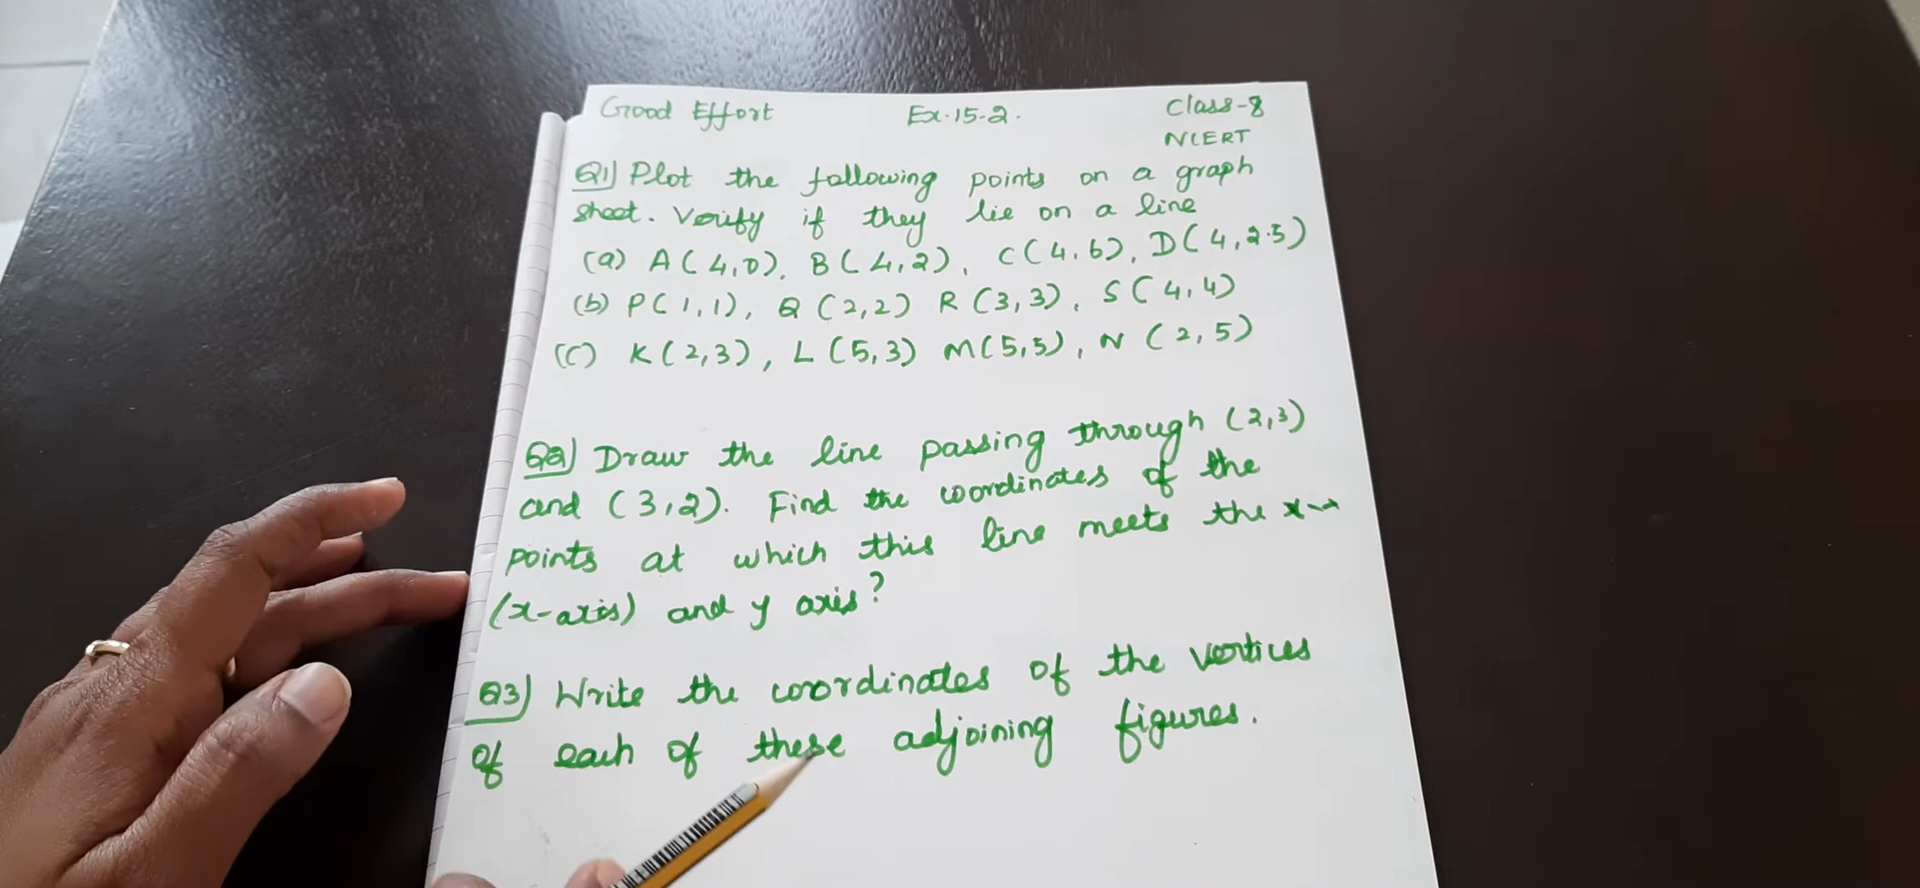 Good Effort Ex.15.2. Class-8
NCERT
Q1) Plot the following points on a graph
sheet. Verify if they lie on a line
(a) A(4,0), B(4,2), C(4,6), D(4,2.5)
(b) P(1,1), Q(2,2) R(3,3), S(4,4)
(c) K(2,3), L(5,3) M(5,5), N(2,5)
Q2) Draw the line passing through (2,3)
and (3,2). Find the coordinates of the
points at which this line meets the x-
(x-axis) and y axis?
Q3) Write the coordinates of the vertices
of each of these adjoining figures.